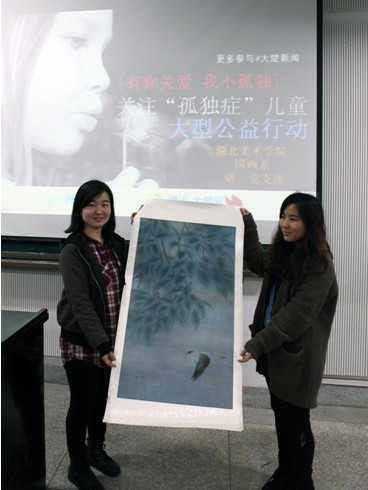 更多参与#大楚新闻
[有你关爱 我不孤独]
关注“孤独症”儿童
大型公益行动
湖北美术学院
国画系
研 党支部